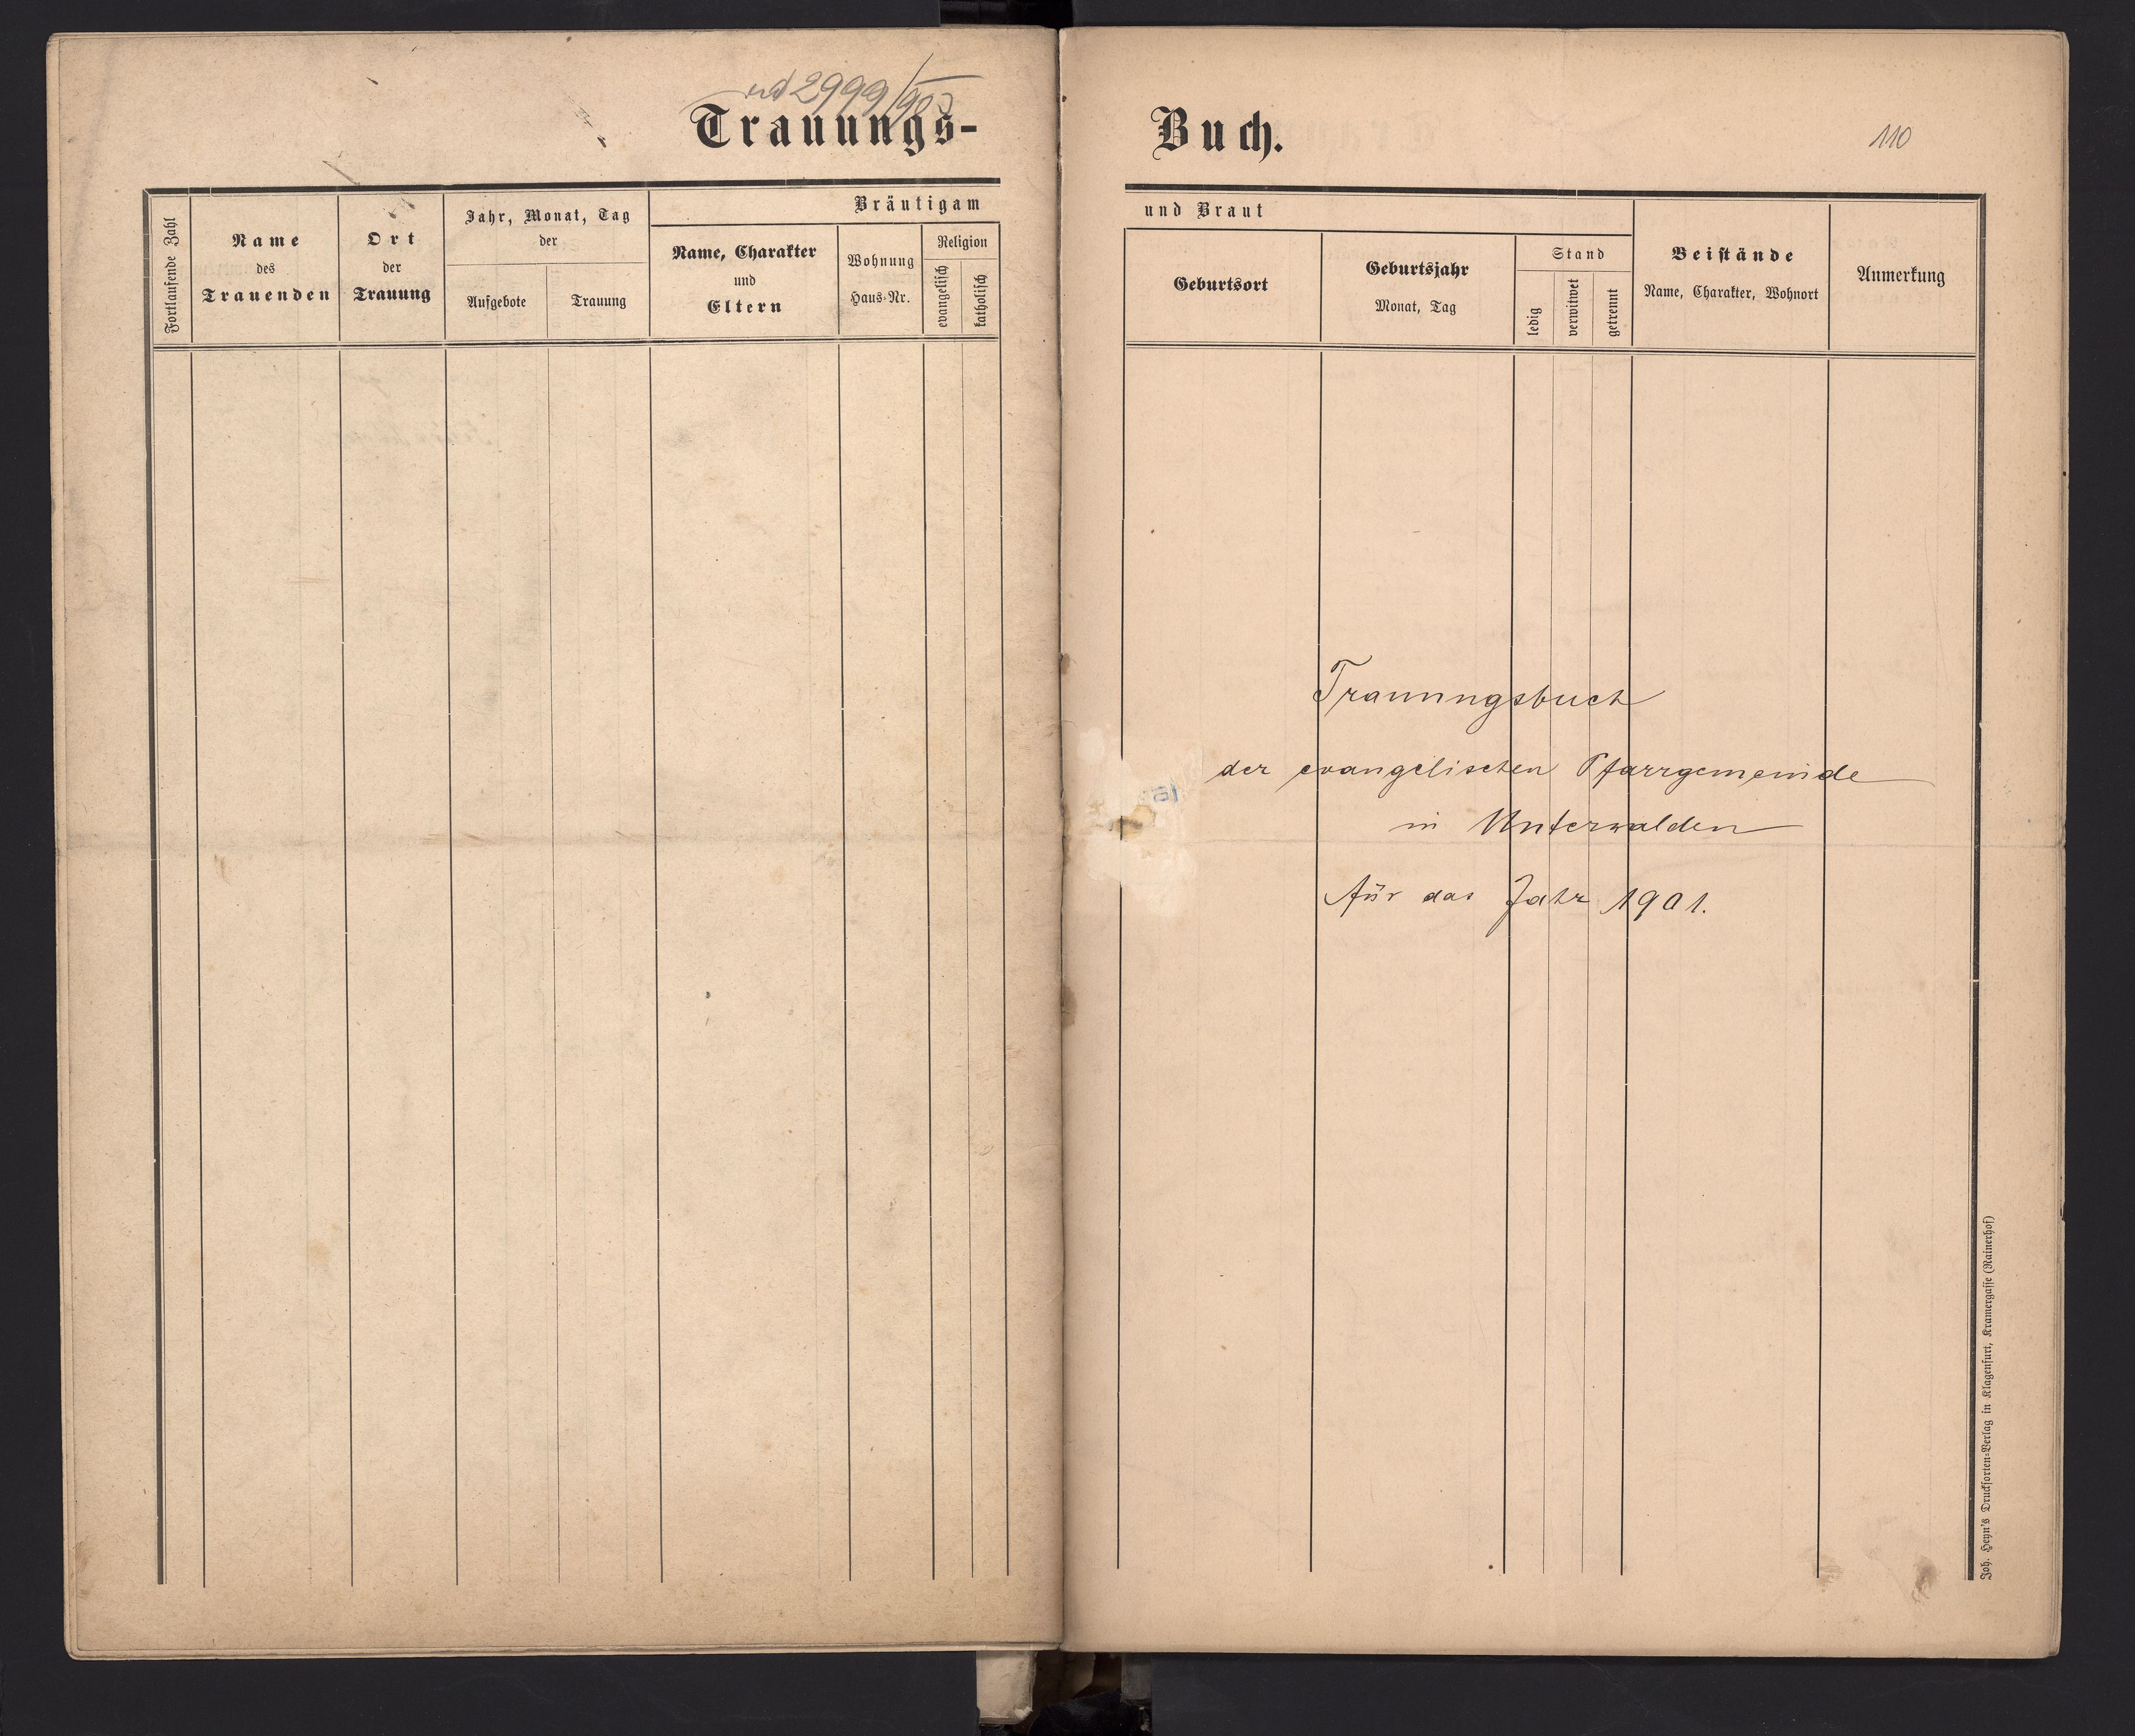 ad 2999/903
Trauungs-
Buch.
110
Fortlaufende Zahl
Name
des
Trauenden
Ort
der
Trauung
Jahr, Monat, Tag
der
Aufgebote
Trauung
Bräutigam
Name, Charakter
und
Eltern
Wohnung
Haus-Nr.
Religion
evangelisch
katholisch
und Braut
Geburtsort
Geburtsjahr
Monat, Tag
Stand
ledig
verwitwet
getrennt
Beistände
Name, Charakter, Wohnort
Anmerkung
Trauungsbuch
der evangelischen Pfarrgemeinde
in Unterwalden
für das Jahr 1901.
Joh. Heyn's Drucksorten-Verlag in Klagenfurt, Kramergasse (Rainerhof)